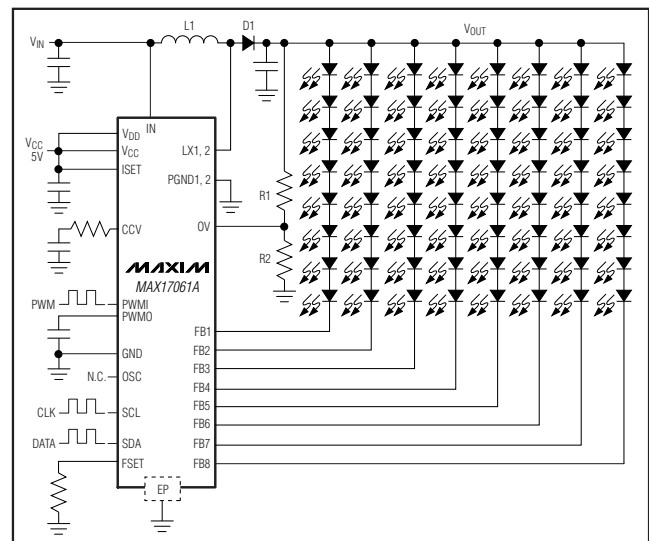 VIN
L1
D1
VOUT
IN
VDD
VCC
5V
VCC
ISET
LX1, 2
PGND1, 2
R1
CCV
OV
R2
MAXIM
MAX17061A
PWM
PWMI
PWMO
FB1
GND
FB2
FB3
N.C.
OSC
FB4
CLK
SCL
FB5
FB6
DATA
SDA
FB7
FSET
FB8
EP